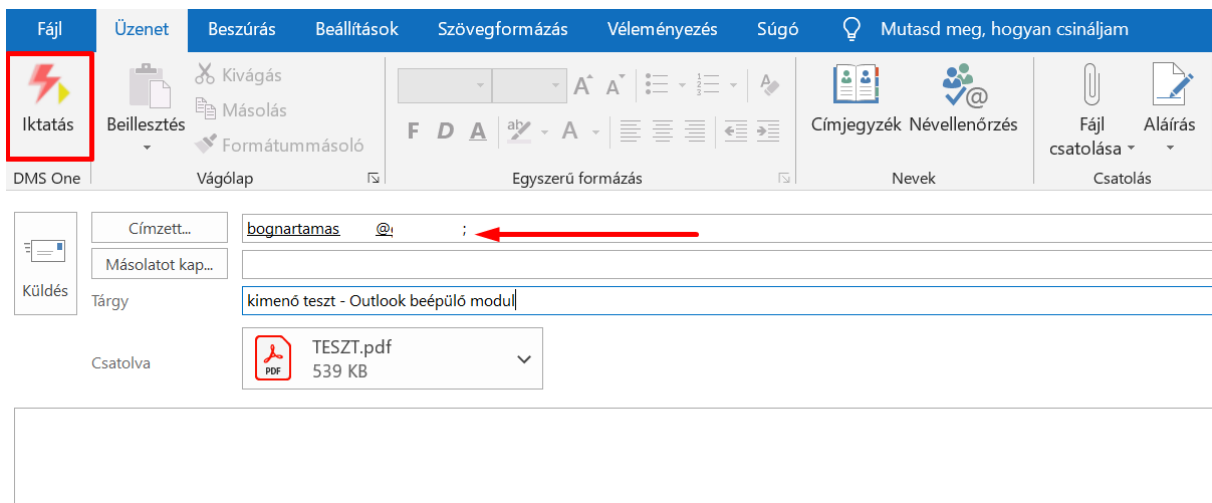 Fájl Üzenet Beszúrás Beállítások Szövegformázás Véleményezés Súgó Mutasd meg, hogyan csináljam
Iktatás
DMS One
Beillesztés
Kivágás
Másolás
Formátummásoló
Vágólap
F D A
Egyszerű formázás
Címjegyzék Névellenőrzés
Nevek
Fájl
csatolása
Aláírás
Csatolás
Küldés
Címzett... bognartamas @ ;
Másolatot kap...
Tárgy kimenő teszt - Outlook beépülő modul
Csatolva
PDF
TESZT.pdf
539 KB